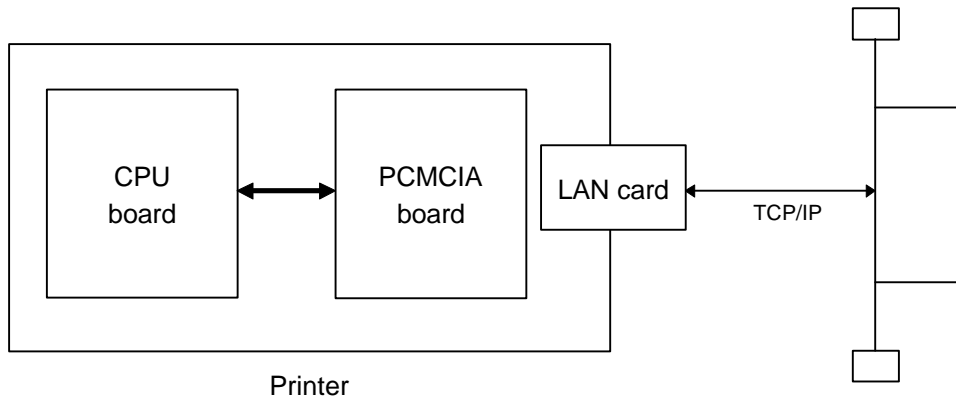 CPU
board
PCMCIA
board
LAN card
TCP/IP
Printer